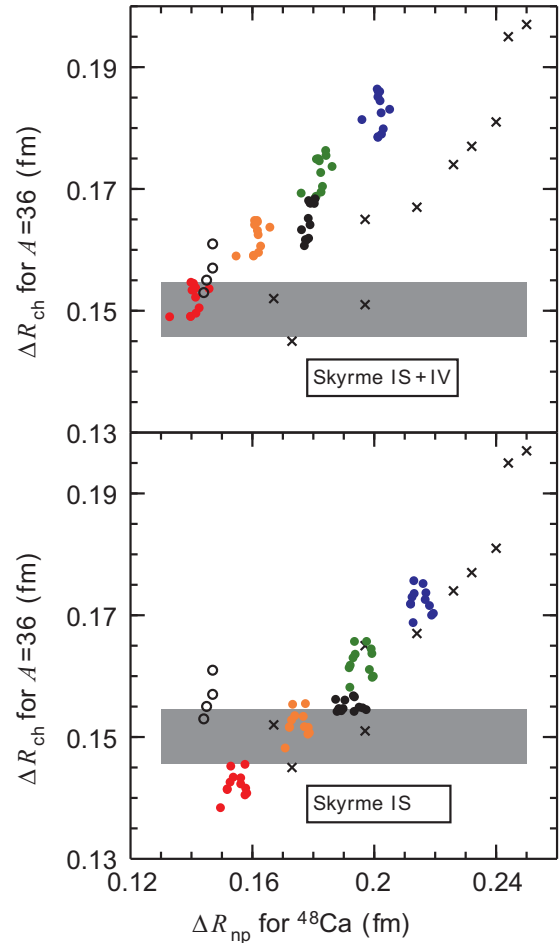 0.19
0.17
0.15
0.13
ΔR_ch for A=36 (fm)
Skyrme IS+IV
0.19
0.17
0.15
0.13
ΔR_ch for A=36 (fm)
Skyrme IS
0.12 0.16 0.2 0.24
ΔR_np for ⁴⁸Ca (fm)